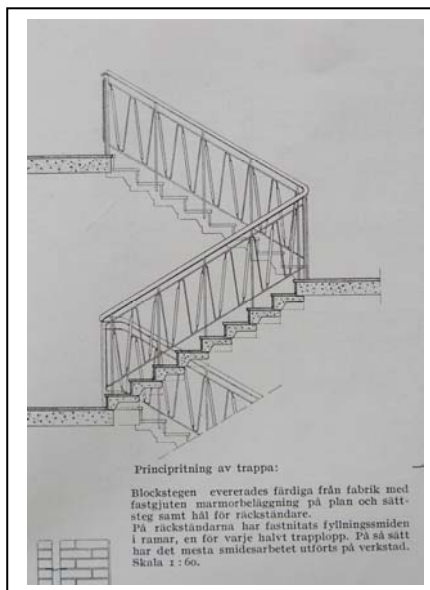 Principritning av trappa:
Blockstegen evererades färdiga från fabrik med
fastgjuten marmorbeläggning på plan och sätt-
steg samt hål för räckständare.
På räckständarna har fastnitats fyllningssmiden
i ramar, en för varje halvt trapplopp. På så sätt
har det mesta smidesarbetet utförts på verkstad.
Skala 1 : 60.